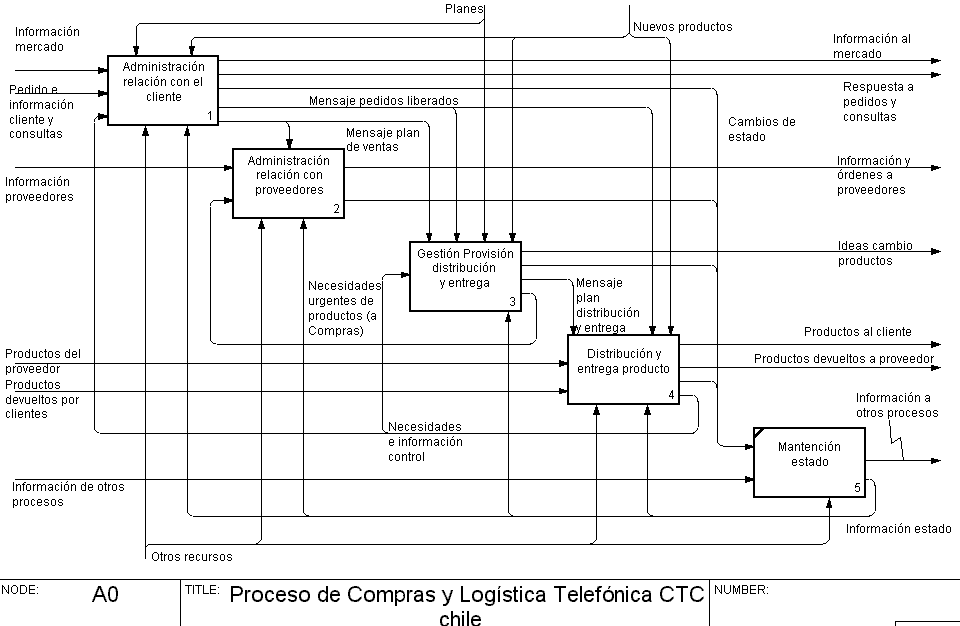 Planes
Nuevos productos
Información
mercado
Información al
mercado
Administración
relación con el
cliente
1
Pedido e
información
cliente y
consultas
Respuesta a
pedidos y
consultas
Mensaje pedidos liberados
Cambios de
estado
Mensaje plan
de ventas
Administración
relación con
proveedores
2
Información y
órdenes a
proveedores
Información
proveedores
Gestión Provisión
distribución
y entrega
3
Ideas cambio
productos
Necesidades
urgentes de
productos (a
Compras)
Mensaje
plan
distribución
y entrega
Productos al cliente
Productos del
proveedor
Distribución y
entrega producto
4
Productos devueltos a proveedor
Productos
devueltos por
clientes
Información a
otros procesos
Necesidades
e información
control
Mantención
estado
5
Información de otros
procesos
Información estado
Otros recursos
NODE:
A0
TITLE:
Proceso de Compras y Logística Telefónica CTC
chile
NUMBER: